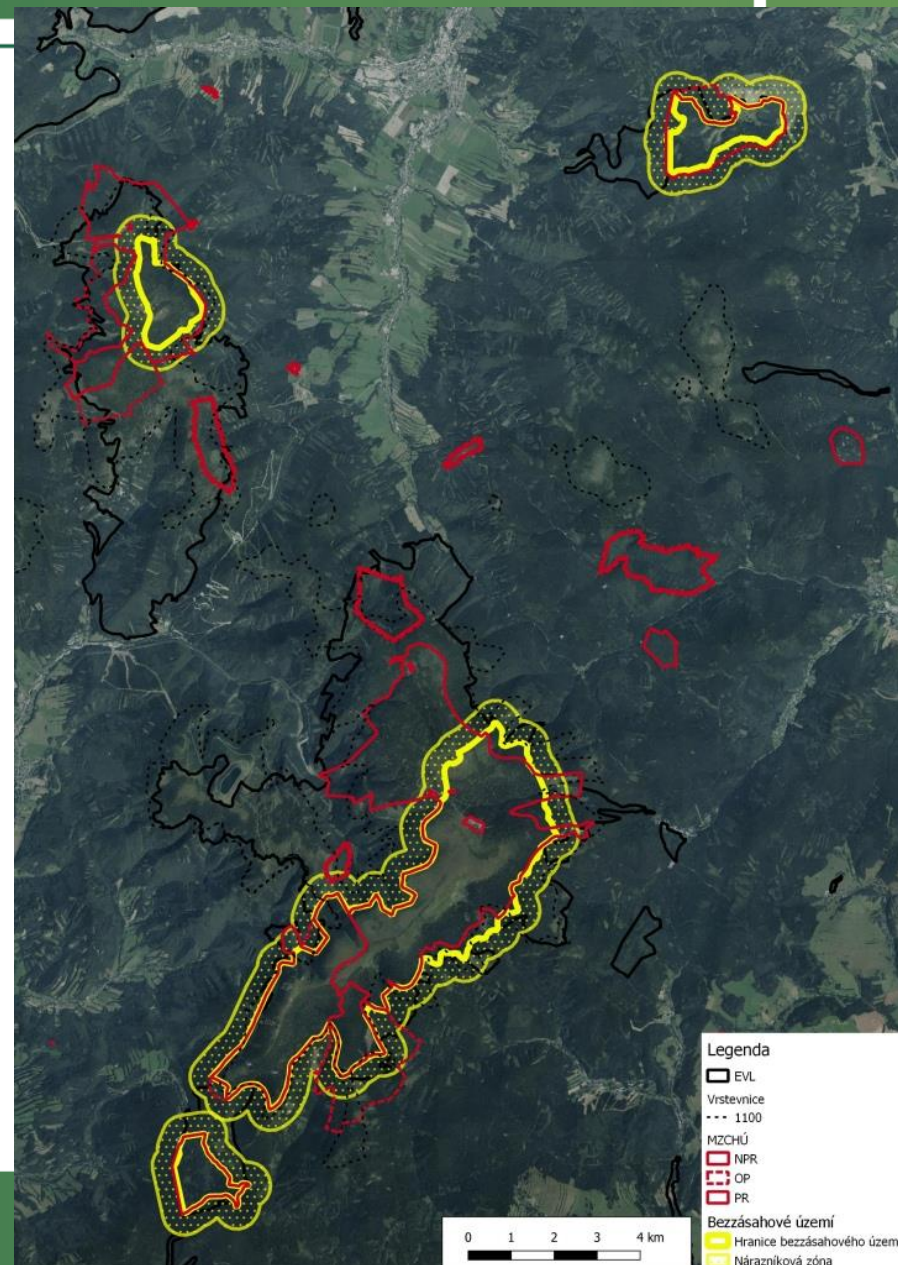 Legenda
EVL
Vrstevnice
1100
MZCHÚ
NPR
OP
PR
Bezzásahové území
Hranice bezzásahového územ
Nárazníková zóna
0 1 2 3 4 km